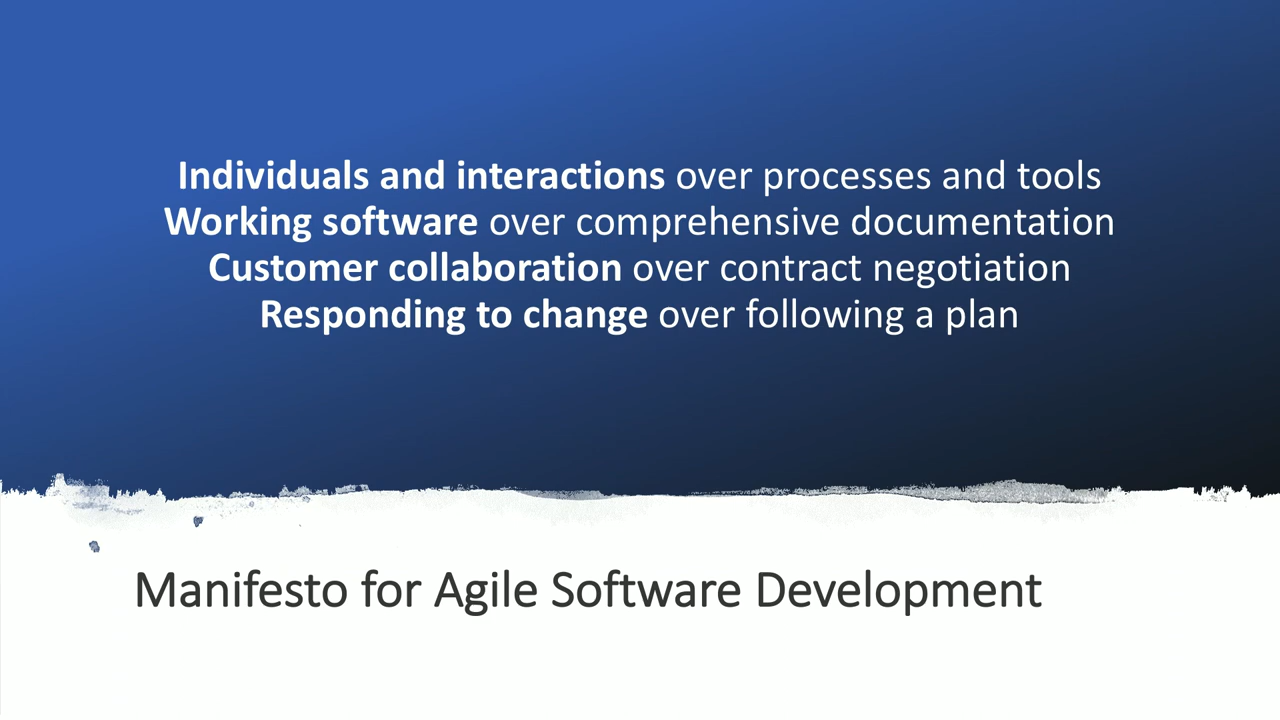 Individuals and interactions over processes and tools
Working software over comprehensive documentation
Customer collaboration over contract negotiation
Responding to change over following a plan
Manifesto for Agile Software Development